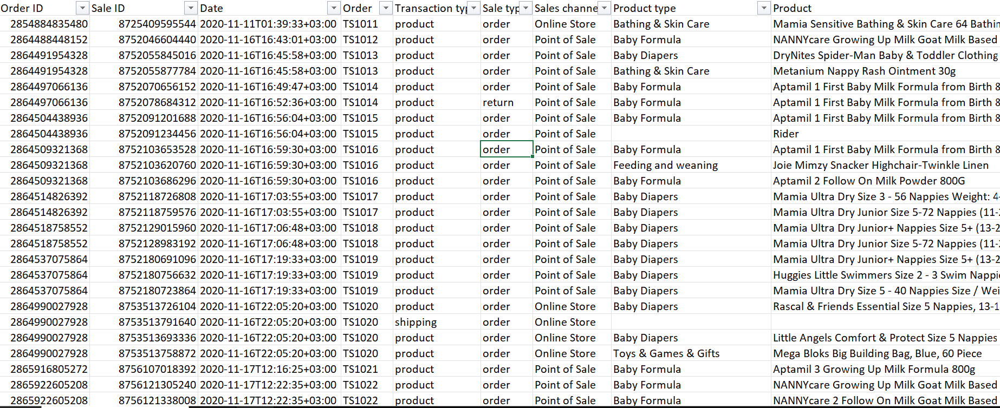 Order ID Sale ID Date Order Transaction typ Sale typ Sales channe Product type Product
2854884835480 8725409595544 2020-11-11T01:39:33+03:00 TS1011 product order Online Store Bathing & Skin Care Mamia Sensitive Bathing & Skin Care 64 Bathin
2864488448152 8752046604440 2020-11-16T16:43:01+03:00 TS1012 product order Point of Sale Baby Formula NANNYcare Growing Up Milk Goat Milk Based
2864491954328 8752055845016 2020-11-16T16:45:58+03:00 TS1013 product order Point of Sale Baby Diapers DryNites Spider-Man Baby & Toddler Clothing
2864491954328 8752055877784 2020-11-16T16:45:58+03:00 TS1013 product order Point of Sale Bathing & Skin Care Metanium Nappy Rash Ointment 30g
2864497066136 8752070656152 2020-11-16T16:49:47+03:00 TS1014 product order Point of Sale Baby Formula Aptamil 1 First Baby Milk Formula from Birth 8
2864497066136 8752078684312 2020-11-16T16:52:36+03:00 TS1014 product return Point of Sale Baby Formula Aptamil 1 First Baby Milk Formula from Birth 8
2864504438936 8752091201688 2020-11-16T16:56:04+03:00 TS1015 product order Point of Sale Baby Formula Aptamil 1 First Baby Milk Formula from Birth 8
2864504438936 8752091234456 2020-11-16T16:56:04+03:00 TS1015 product order Point of Sale Rider
2864509321368 8752103653528 2020-11-16T16:59:30+03:00 TS1016 product order Point of Sale Baby Formula Aptamil 1 First Baby Milk Formula from Birth 8
2864509321368 8752103620760 2020-11-16T16:59:30+03:00 TS1016 product order Point of Sale Feeding and weaning Joie Mimzy Snacker Highchair-Twinkle Linen
2864509321368 8752103686296 2020-11-16T16:59:30+03:00 TS1016 product order Point of Sale Baby Formula Aptamil 2 Follow On Milk Powder 800G
2864514826392 8752118726808 2020-11-16T17:03:55+03:00 TS1017 product order Point of Sale Baby Diapers Mamia Ultra Dry Size 3 - 56 Nappies Weight: 4-
2864514826392 8752118759576 2020-11-16T17:03:55+03:00 TS1017 product order Point of Sale Baby Diapers Mamia Ultra Dry Junior Size 5-72 Nappies (11-2
2864518758552 8752129015960 2020-11-16T17:06:48+03:00 TS1018 product order Point of Sale Baby Diapers Mamia Ultra Dry Junior+ Nappies Size 5+ (13-2
2864518758552 8752128983192 2020-11-16T17:06:48+03:00 TS1018 product order Point of Sale Baby Diapers Mamia Ultra Dry Junior Size 5-72 Nappies (11-2
2864537075864 8752180691096 2020-11-16T17:19:33+03:00 TS1019 product order Point of Sale Baby Diapers Mamia Ultra Dry Junior+ Nappies Size 5+ (13-2
2864537075864 8752180756632 2020-11-16T17:19:33+03:00 TS1019 product order Point of Sale Baby Diapers Huggies Little Swimmers Size 2 - 3 Swim Nappie
2864537075864 8752180723864 2020-11-16T17:19:33+03:00 TS1019 product order Point of Sale Baby Diapers Mamia Ultra Dry Size 5 - 40 Nappies Size / Wei
2864990027928 8753513726104 2020-11-16T22:05:20+03:00 TS1020 product order Online Store Baby Diapers Rascal & Friends Essential Size 5 Nappies, 13-1
2864990027928 8753513791640 2020-11-16T22:05:20+03:00 TS1020 shipping order Online Store
2864990027928 8753513693336 2020-11-16T22:05:20+03:00 TS1020 product order Online Store Baby Diapers Little Angels Comfort & Protect Size 5 Nappies
2864990027928 8753513758872 2020-11-16T22:05:20+03:00 TS1020 product order Online Store Toys & Games & Gifts Mega Bloks Big Building Bag, Blue, 60 Piece
2865916805272 8756107018392 2020-11-17T12:16:25+03:00 TS1021 product order Point of Sale Baby Formula Aptamil 3 Growing Up Milk Formula 800g
2865922605208 8756121305240 2020-11-17T12:22:35+03:00 TS1022 product order Point of Sale Baby Formula NANNYcare Growing Up Milk Goat Milk Based
2865922605208 8756121338008 2020-11-17T12:22:35+03:00 TS1022 product order Point of Sale Baby Formula NANNYcare 2 Follow On Milk Goat Milk Based